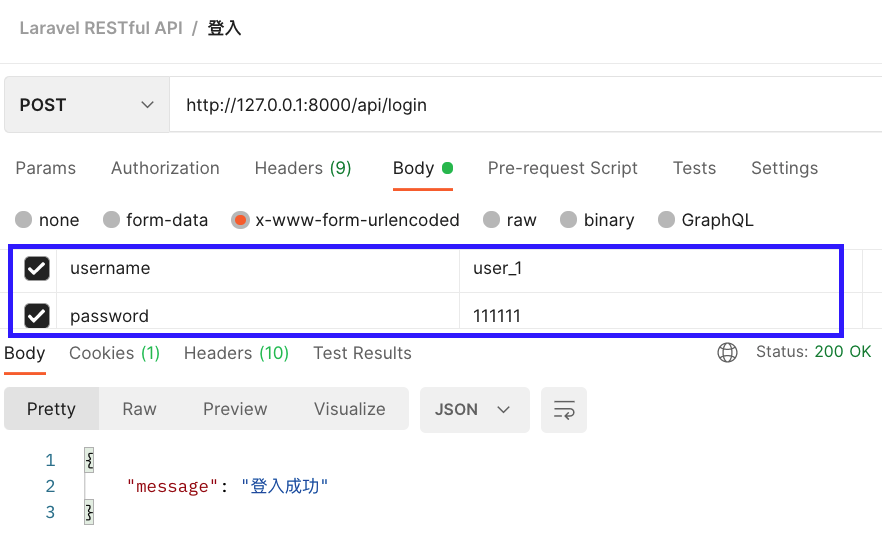 Laravel RESTful API / 登入
POST http://127.0.0.1:8000/api/login
Params Authorization Headers (9) Body Pre-request Script Tests Settings
none form-data x-www-form-urlencoded raw binary GraphQL
username user_1
password 111111
Body Cookies (1) Headers (10) Test Results Status: 200 OK
Pretty Raw Preview Visualize JSON
1 {
2 "message": "登入成功"
3 }